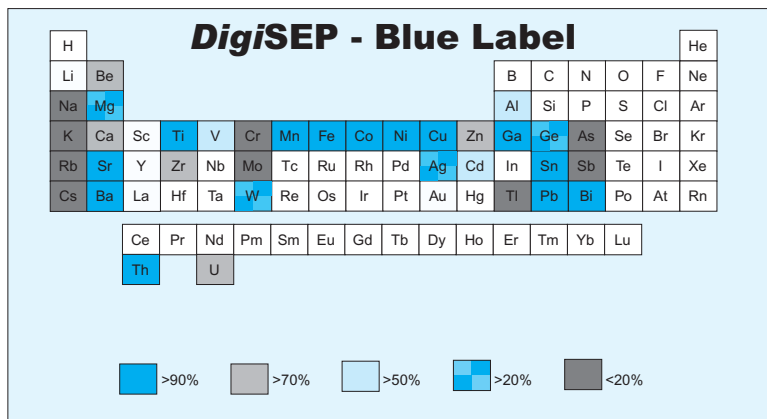 DigiSEP - Blue Label
H He
Li Be B C N O F Ne
Na Mg Al Si P S Cl Ar
K Ca Sc Ti V Cr Mn Fe Co Ni Cu Zn Ga Ge As Se Br Kr
Rb Sr Y Zr Nb Mo Tc Ru Rh Pd Ag Cd In Sn Sb Te I Xe
Cs Ba La Hf Ta W Re Os Ir Pt Au Hg Tl Pb Bi Po At Rn
Ce Pr Nd Pm Sm Eu Gd Tb Dy Ho Er Tm Yb Lu
Th U
>90% >70% >50% >20% <20%